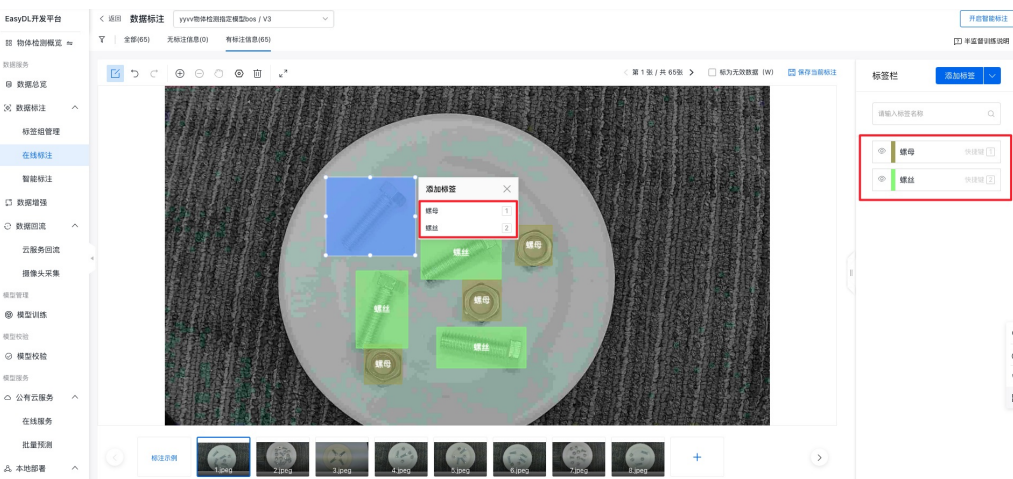 EasyDL开发平台
返回 数据标注 yyvv物体检测指定模型bos / V3 开启智能标注
物体检测概览 全部(65) 无标注信息(0) 有标注信息(65) 半监督训练说明
数据服务
数据总览 第 1 张 / 共 65张 标为无效数据 (W) 保存当前标注 标签栏 添加标签
数据标注
标签组管理 请输入标签名称
在线标注 螺母 快捷键 1
智能标注 螺丝 快捷键 2
数据增强 添加标签
数据回流 螺母 1
螺丝 2
云服务回流 螺丝 螺母
摄像头采集
模型管理 螺母
模型训练 螺丝
模型校验 螺丝
模型校验 螺母
模型服务
公有云服务
在线服务
批量预测 标注示例
本地部署 1.jpeg 2.jpeg 3.jpeg 4.jpeg 5.jpeg 6.jpeg 7.jpeg 8.jpeg